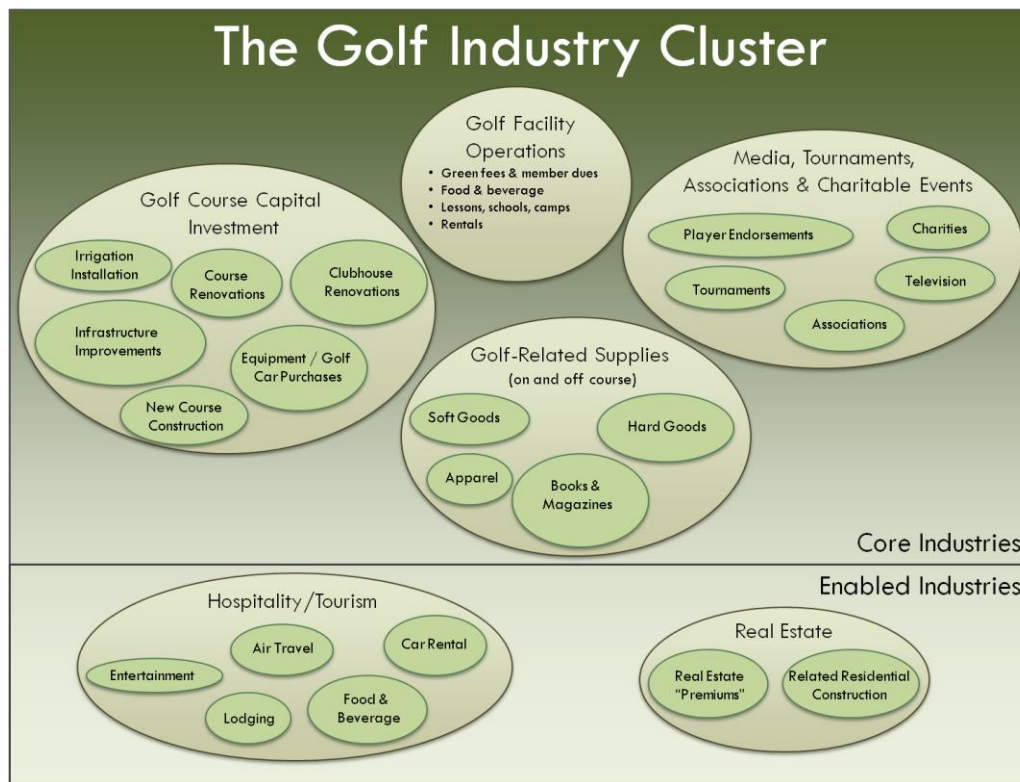 The Golf Industry Cluster
Golf Facility
Operations
• Green fees & member dues
• Food & beverage
• Lessons, schools, camps
• Rentals
Golf Course Capital
Investment
Irrigation
Installation
Course
Renovations
Clubhouse
Renovations
Infrastructure
Improvements
Equipment / Golf
Car Purchases
New Course
Construction
Media, Tournaments,
Associations & Charitable Events
Player Endorsements
Charities
Tournaments
Television
Associations
Golf-Related Supplies
(on and off course)
Soft Goods
Hard Goods
Apparel
Books &
Magazines
Core Industries
Enabled Industries
Hospitality/Tourism
Entertainment
Air Travel
Car Rental
Lodging
Food &
Beverage
Real Estate
Real Estate
"Premiums"
Related Residential
Construction